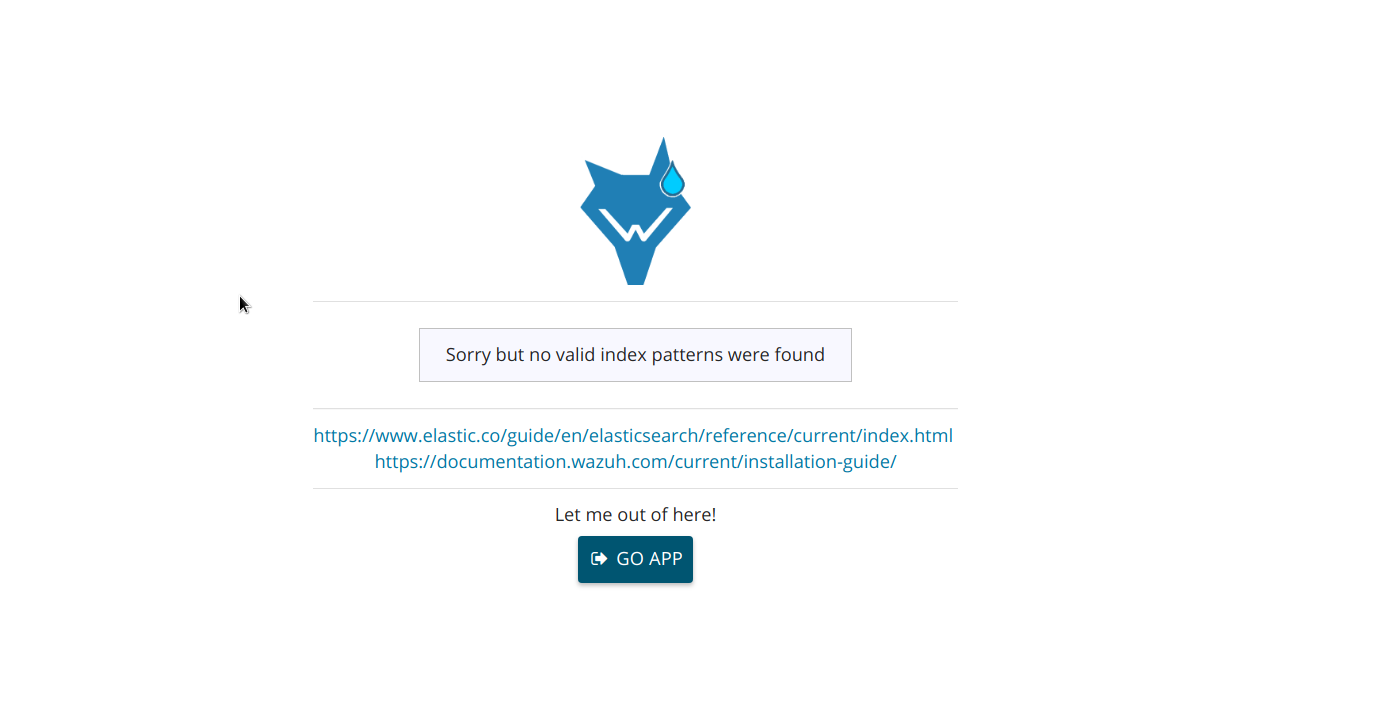 Sorry but no valid index patterns were found
https://www.elastic.co/guide/en/elasticsearch/reference/current/index.html
https://documentation.wazuh.com/current/installation-guide/
Let me out of here!
GO APP